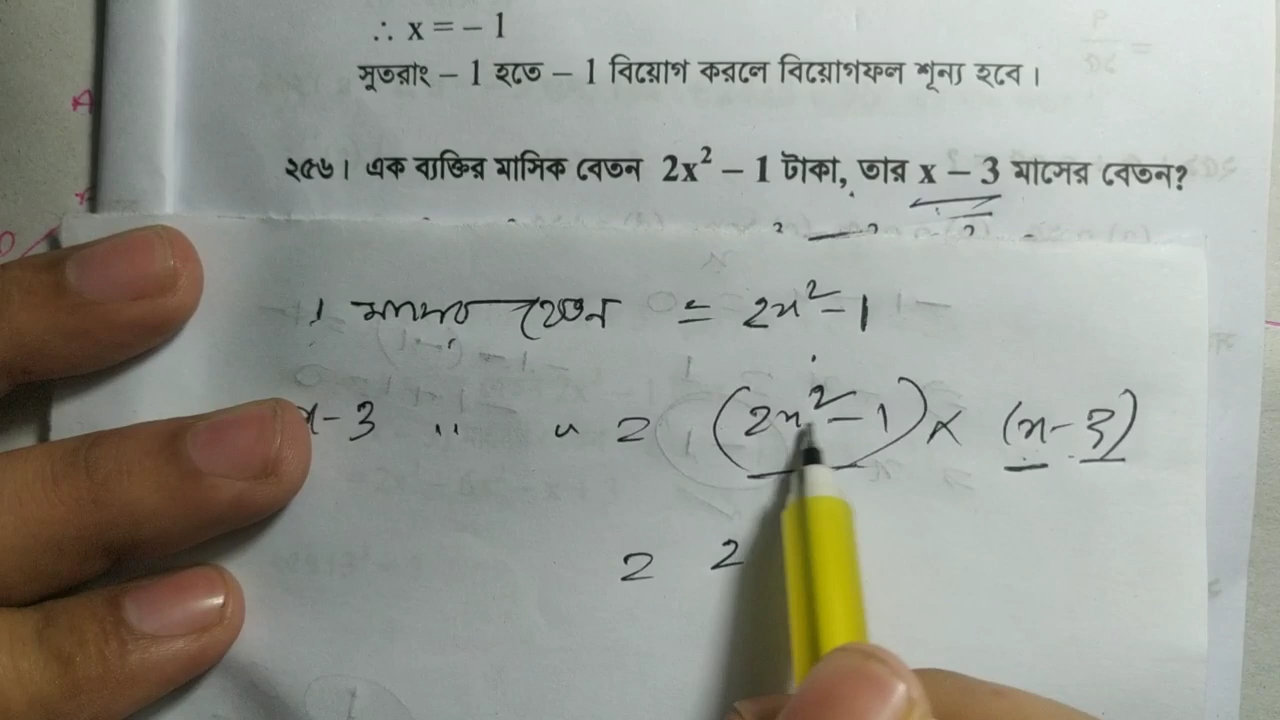 ∴ x = – 1
সুতরাং – 1 হতে – 1 বিয়োগ করলে বিয়োগফল শূন্য হবে।
২৫৬। এক ব্যক্তির মাসিক বেতন 2x² – 1 টাকা, তার x – 3 মাসের বেতন?
1 মাসের বেতন = 2x² – 1
x – 3 " " = (2x² – 1) × (x – 3)
= 2